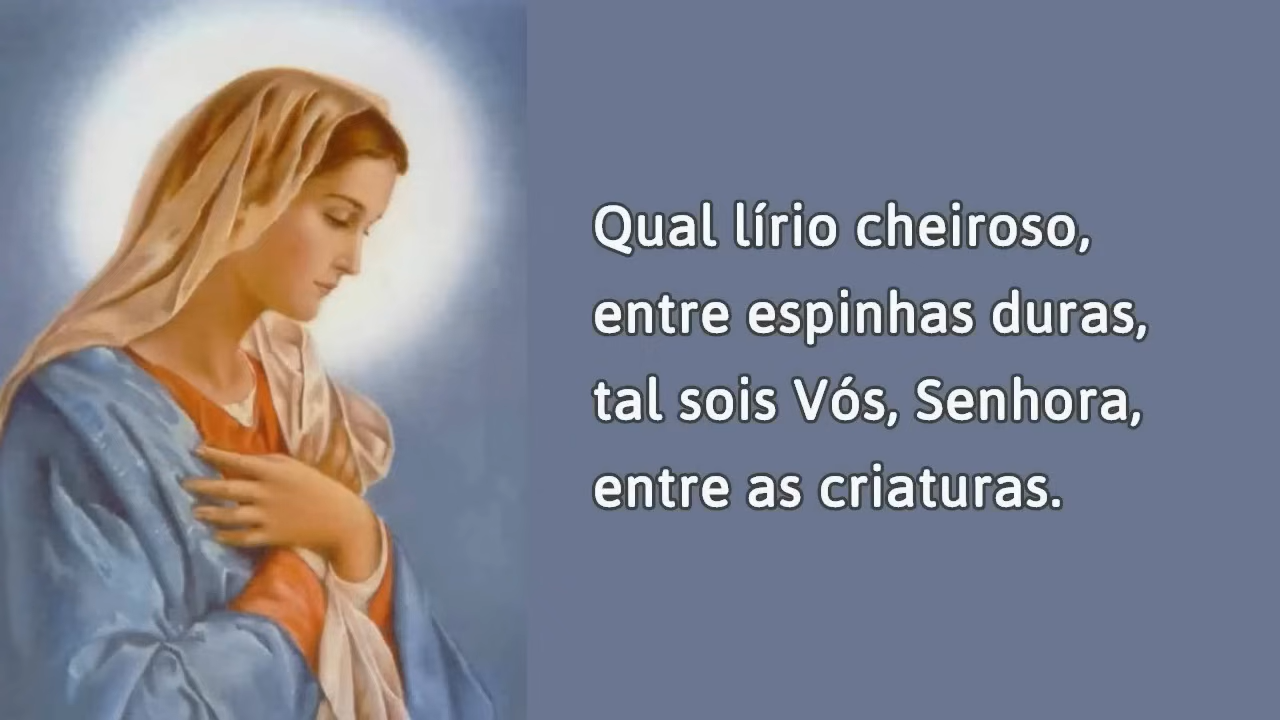 Qual lírio cheiroso,
entre espinhas duras,
tal sois Vós, Senhora,
entre as criaturas.